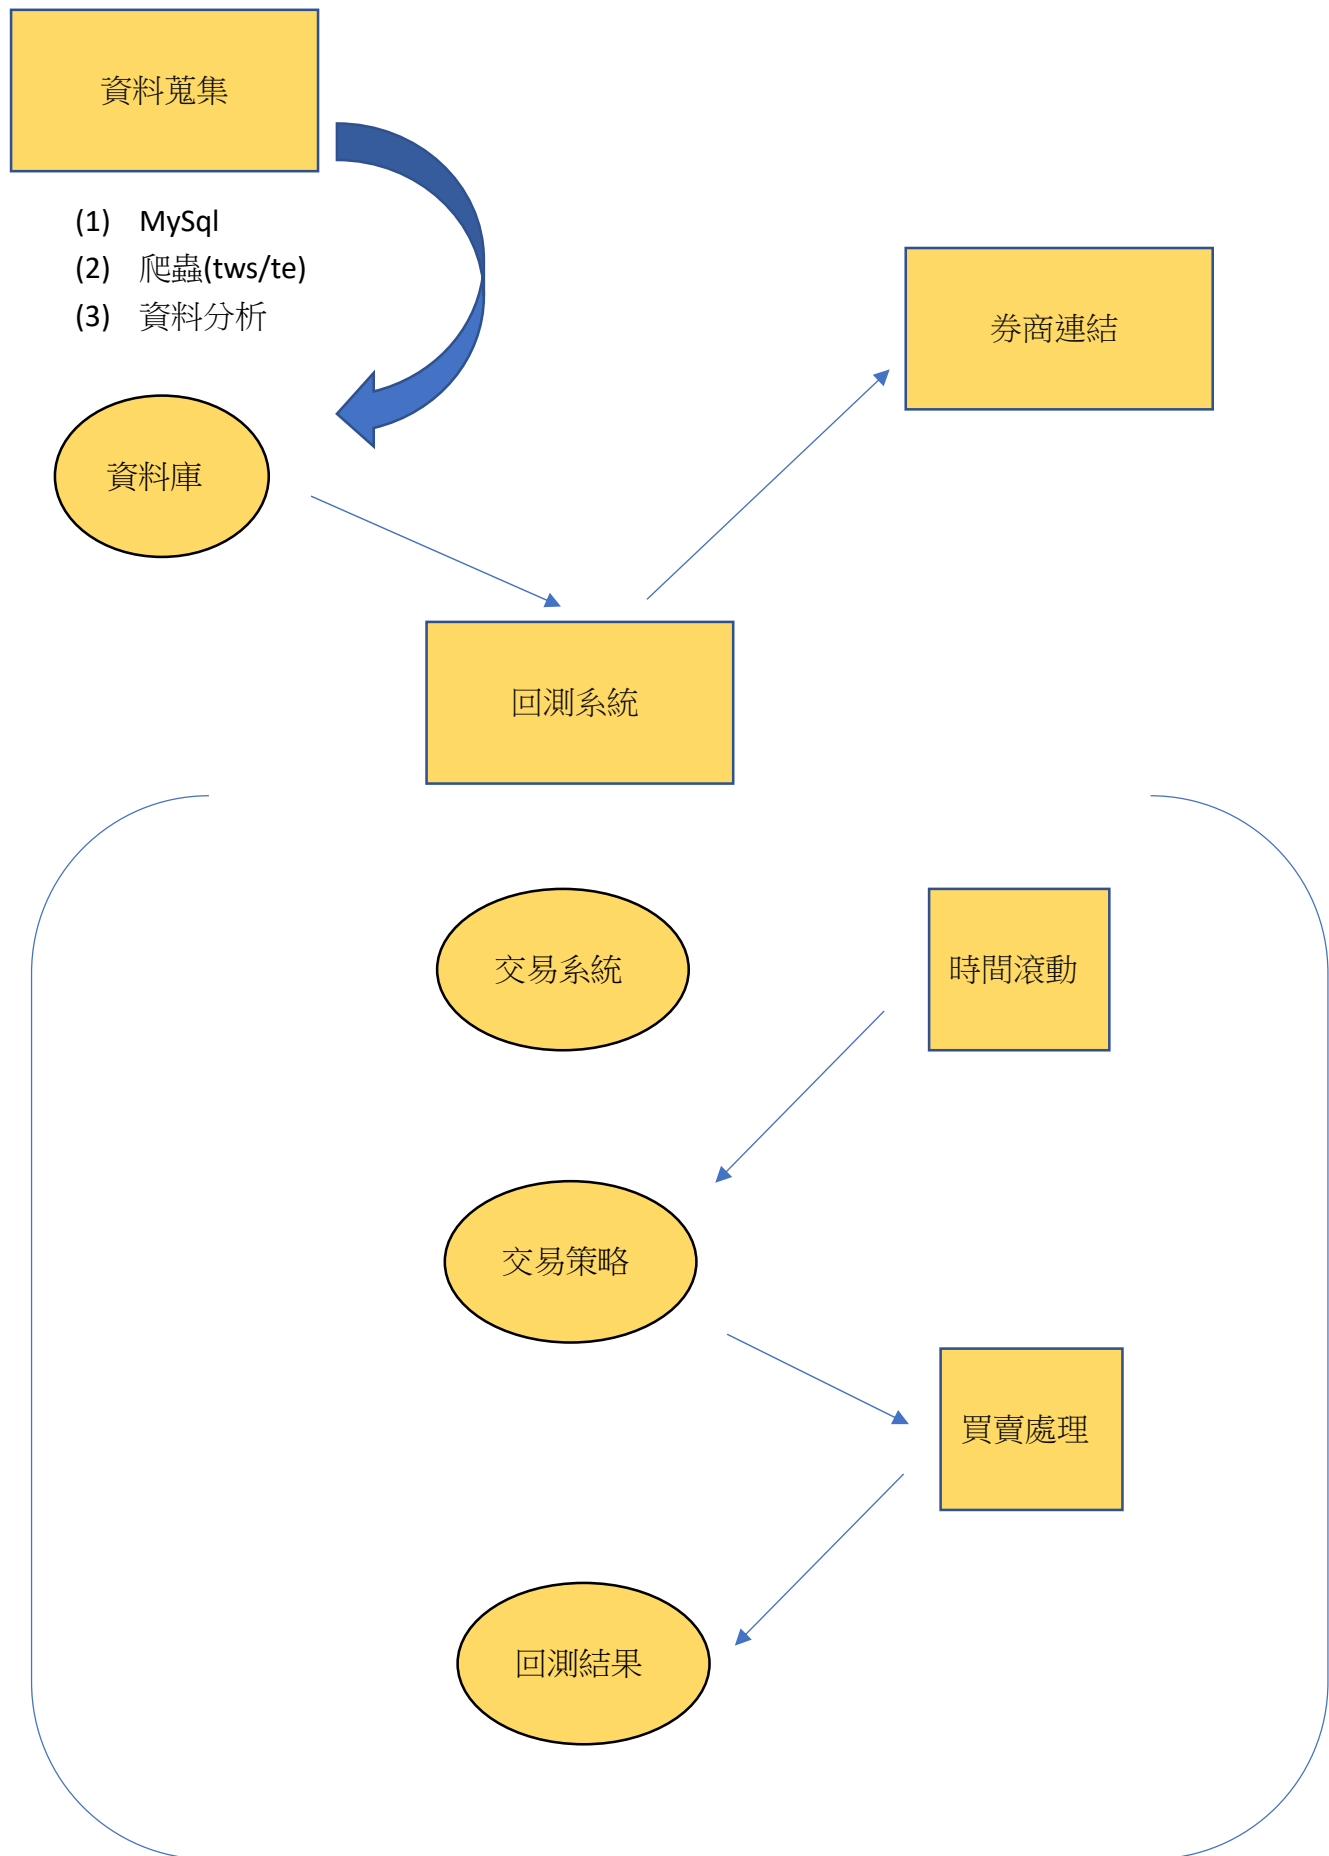 資料蒐集
(1) MySql
(2) 爬蟲(tws/te)
(3) 資料分析
券商連結
資料庫
回測系統
交易系統
時間滾動
交易策略
買賣處理
回測結果